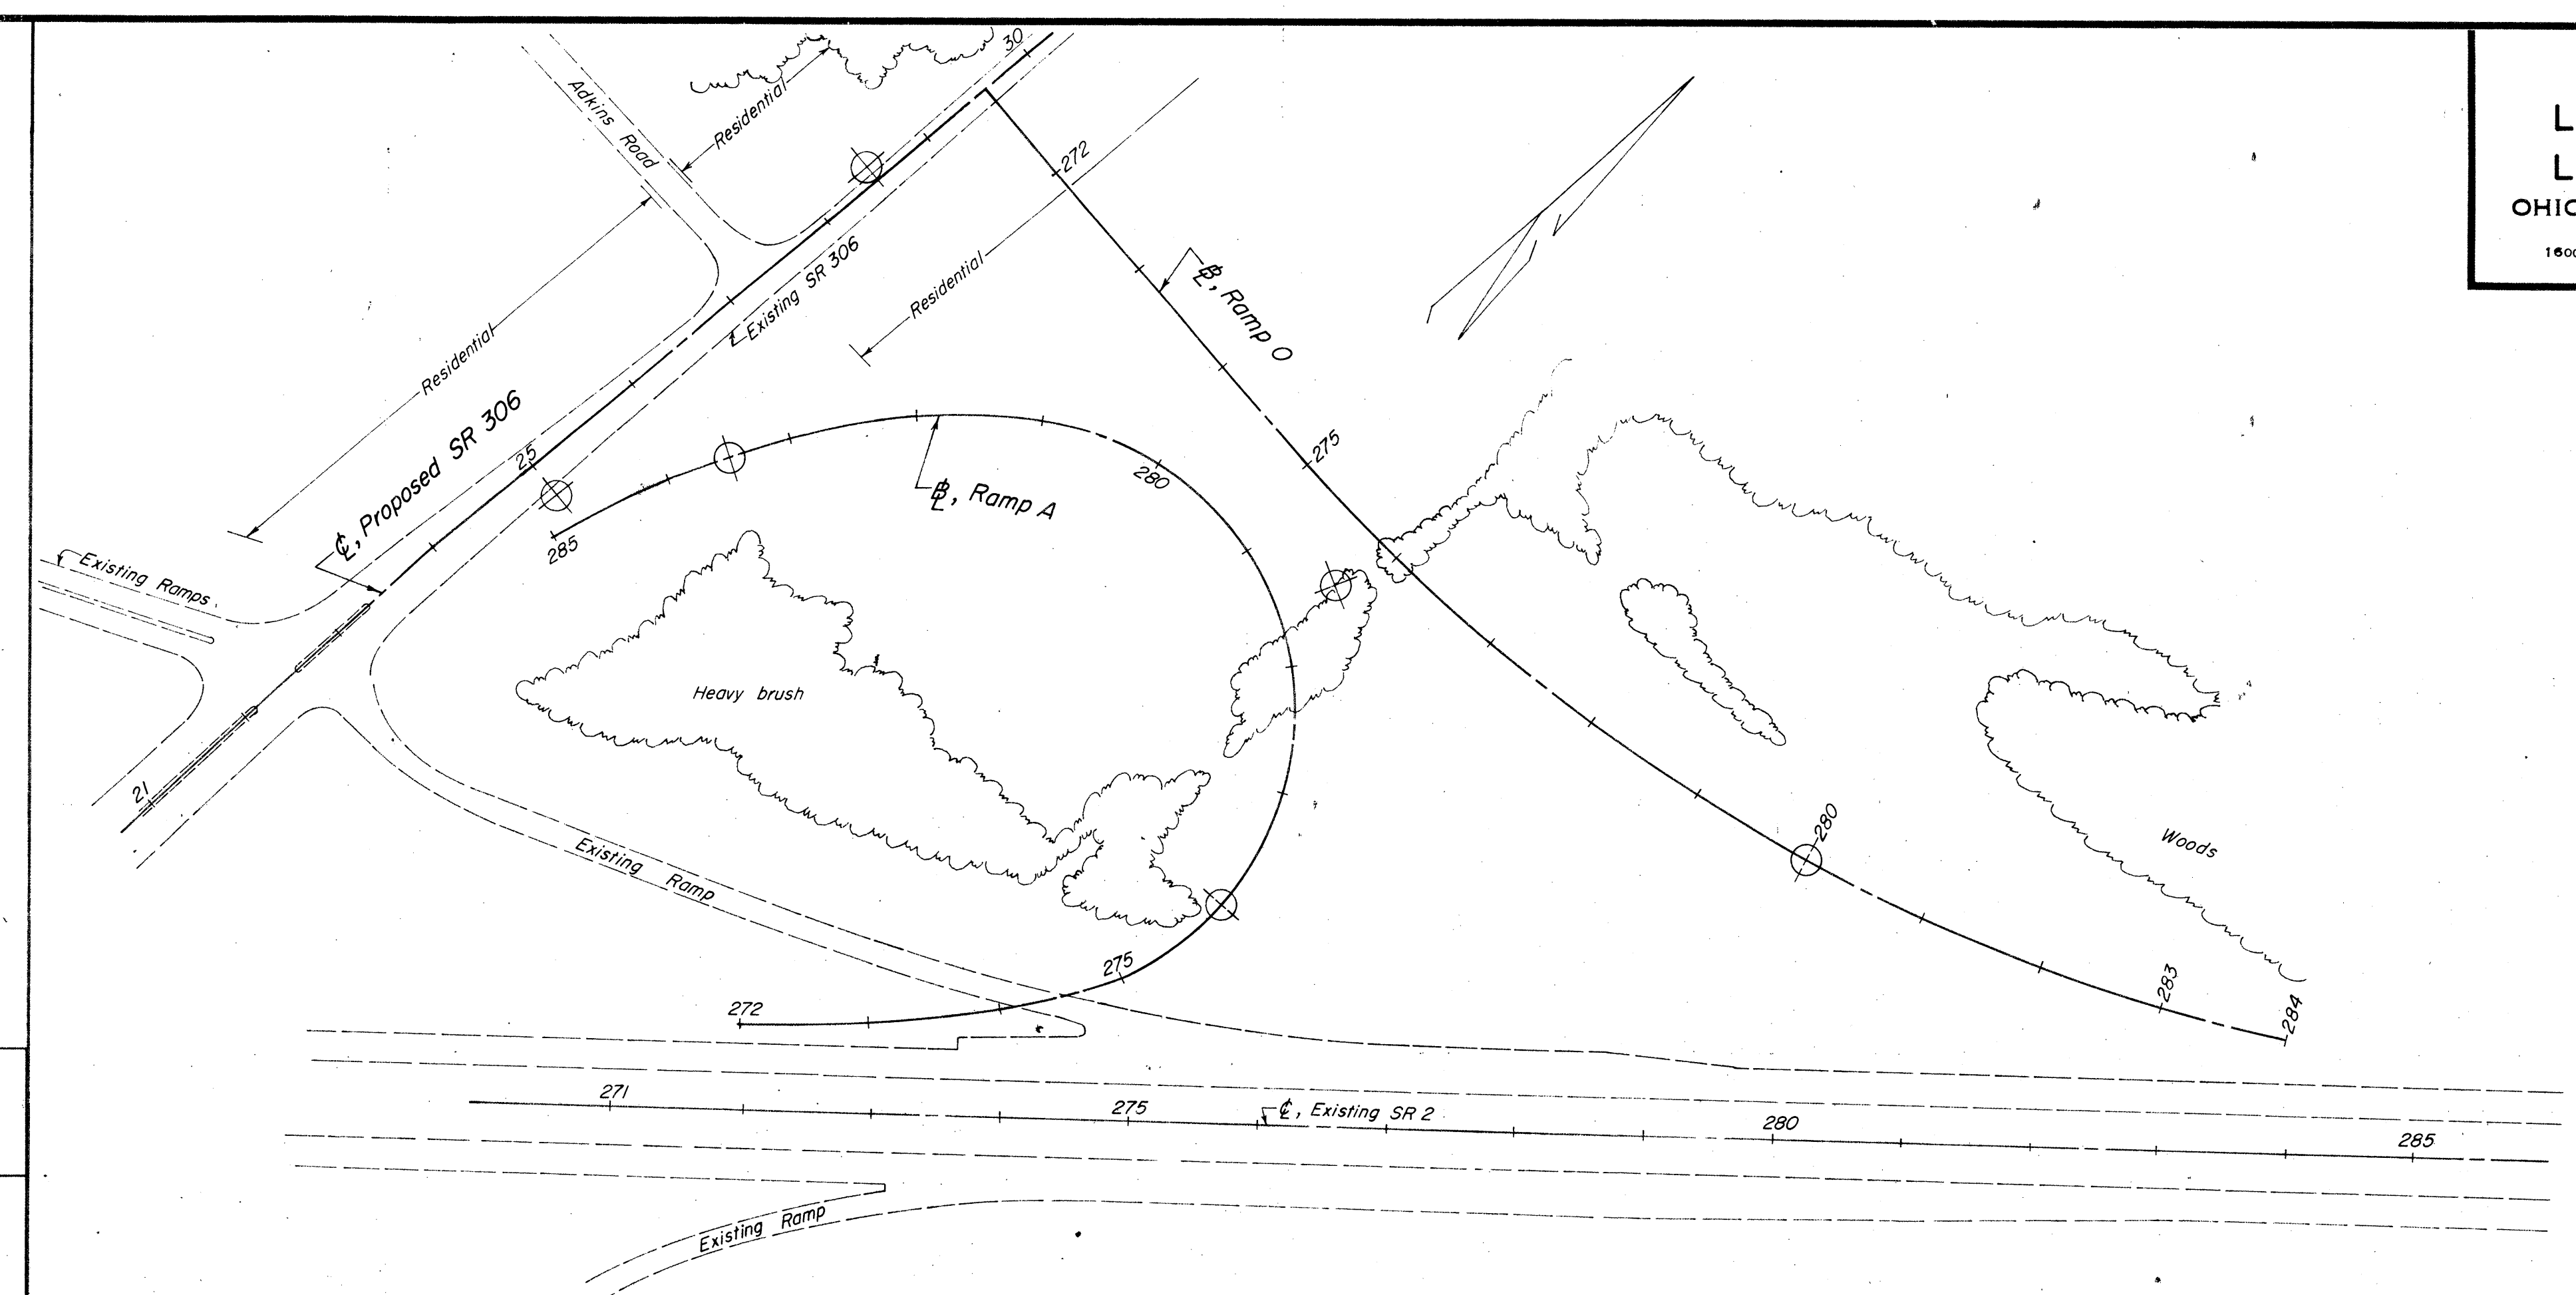 30
Adkins Road
Residential
272
L
L
OHIO
160
Residential
Residential
℄ Existing SR 306
℄, Proposed SR 306
25
℄, Ramp O
275
280
℄, Ramp A
285
Existing Ramps
Heavy brush
21
Existing Ramp
280
Woods
275
272
283
284
271
275
℄, Existing SR 2
280
285
Existing Ramp